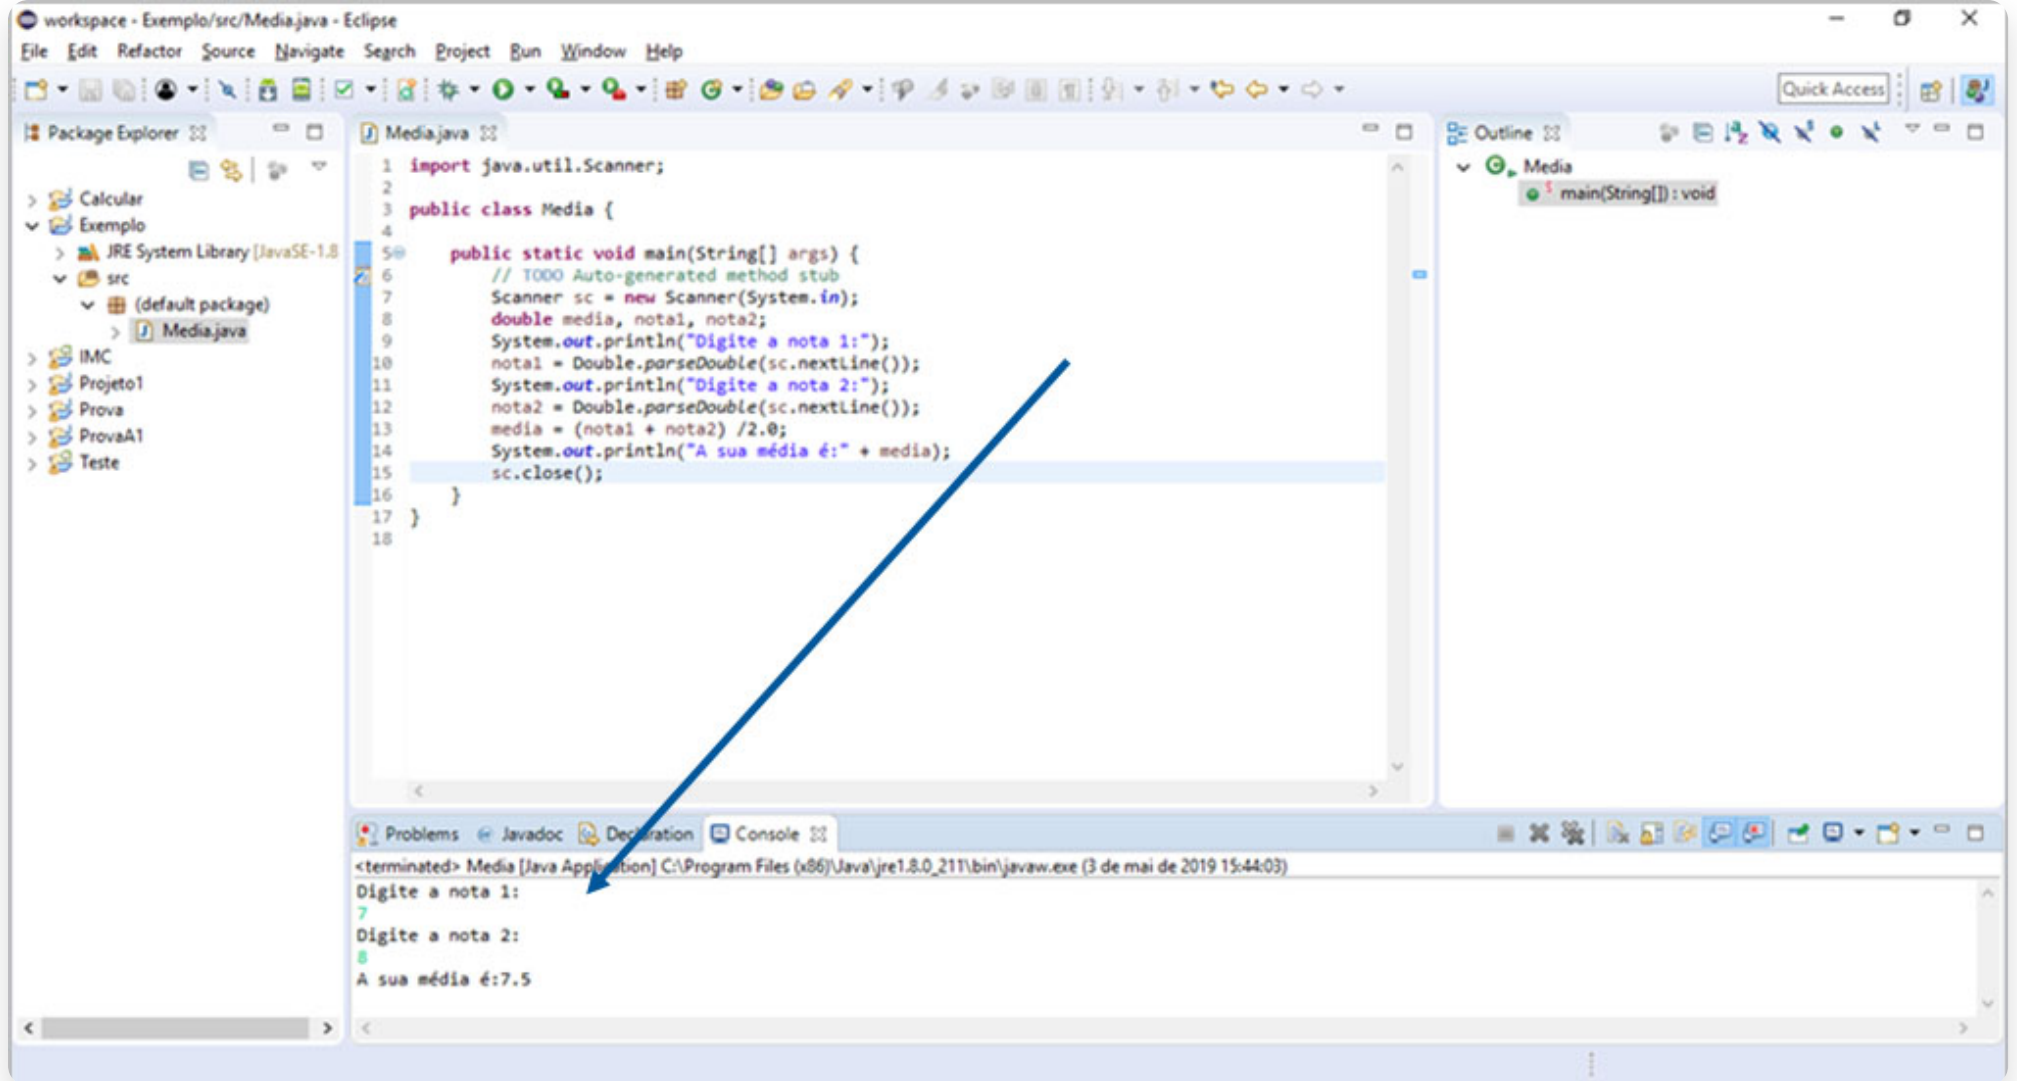 workspace - Exemplo/src/Media.java - Eclipse
File Edit Refactor Source Navigate Search Project Run Window Help
Quick Access
Package Explorer
Calcular
Exemplo
JRE System Library [JavaSE-1.8
src
(default package)
Media.java
IMC
Projeto1
Prova
ProvaA1
Teste
Media.java
1 import java.util.Scanner;
2
3 public class Media {
4
5 public static void main(String[] args) {
6 // TODO Auto-generated method stub
7 Scanner sc = new Scanner(System.in);
8 double media, nota1, nota2;
9 System.out.println("Digite a nota 1:");
10 nota1 = Double.parseDouble(sc.nextLine());
11 System.out.println("Digite a nota 2:");
12 nota2 = Double.parseDouble(sc.nextLine());
13 media = (nota1 + nota2) /2.0;
14 System.out.println("A sua média é:" + media);
15 sc.close();
16 }
17 }
18
Outline
Media
main(String[]) : void
Problems Javadoc Declaration Console
<terminated> Media [Java Application] C:\Program Files (x86)\Java\jre1.8.0_211\bin\javaw.exe (3 de mai de 2019 15:44:03)
Digite a nota 1:
7
Digite a nota 2:
8
A sua média é:7.5